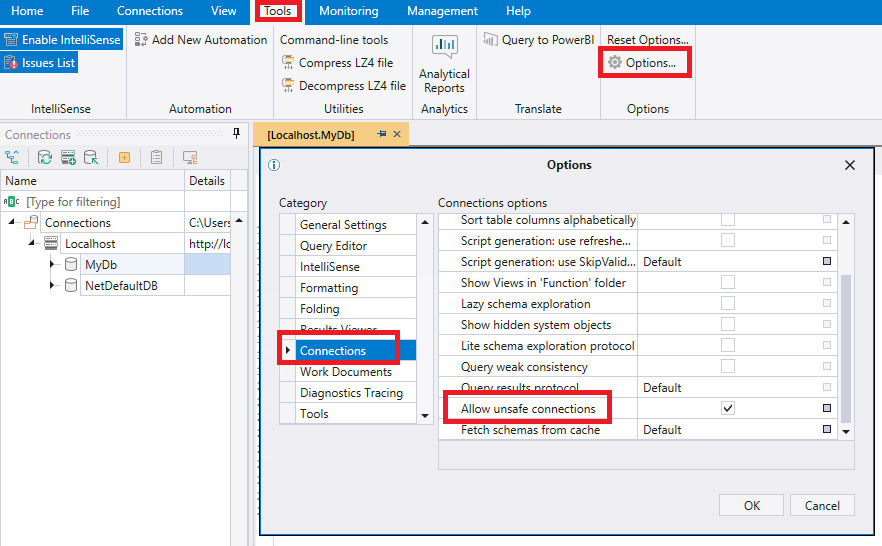 Home File Connections View Tools Monitoring Management Help
Enable IntelliSense
Issues List
IntelliSense
Add New Automation
Automation
Command-line tools
Compress LZ4 file
Decompress LZ4 file
Utilities
Analytical
Reports
Analytics
Query to PowerBI
Translate
Reset Options...
Options...
Options
Connections
Name Details
[Type for filtering]
Connections C:\Users
Localhost http://lo
MyDb
NetDefaultDB
[Localhost.MyDb]
Options
Category
General Settings
Query Editor
IntelliSense
Formatting
Folding
Results Viewer
Connections
Work Documents
Diagnostics Tracing
Tools
Connections options
Sort table columns alphabetically
Script generation: use refreshe...
Script generation: use SkipValid... Default
Show Views in 'Function' folder
Lazy schema exploration
Show hidden system objects
Lite schema exploration protocol
Query weak consistency
Query results protocol Default
Allow unsafe connections
Fetch schemas from cache Default
OK Cancel